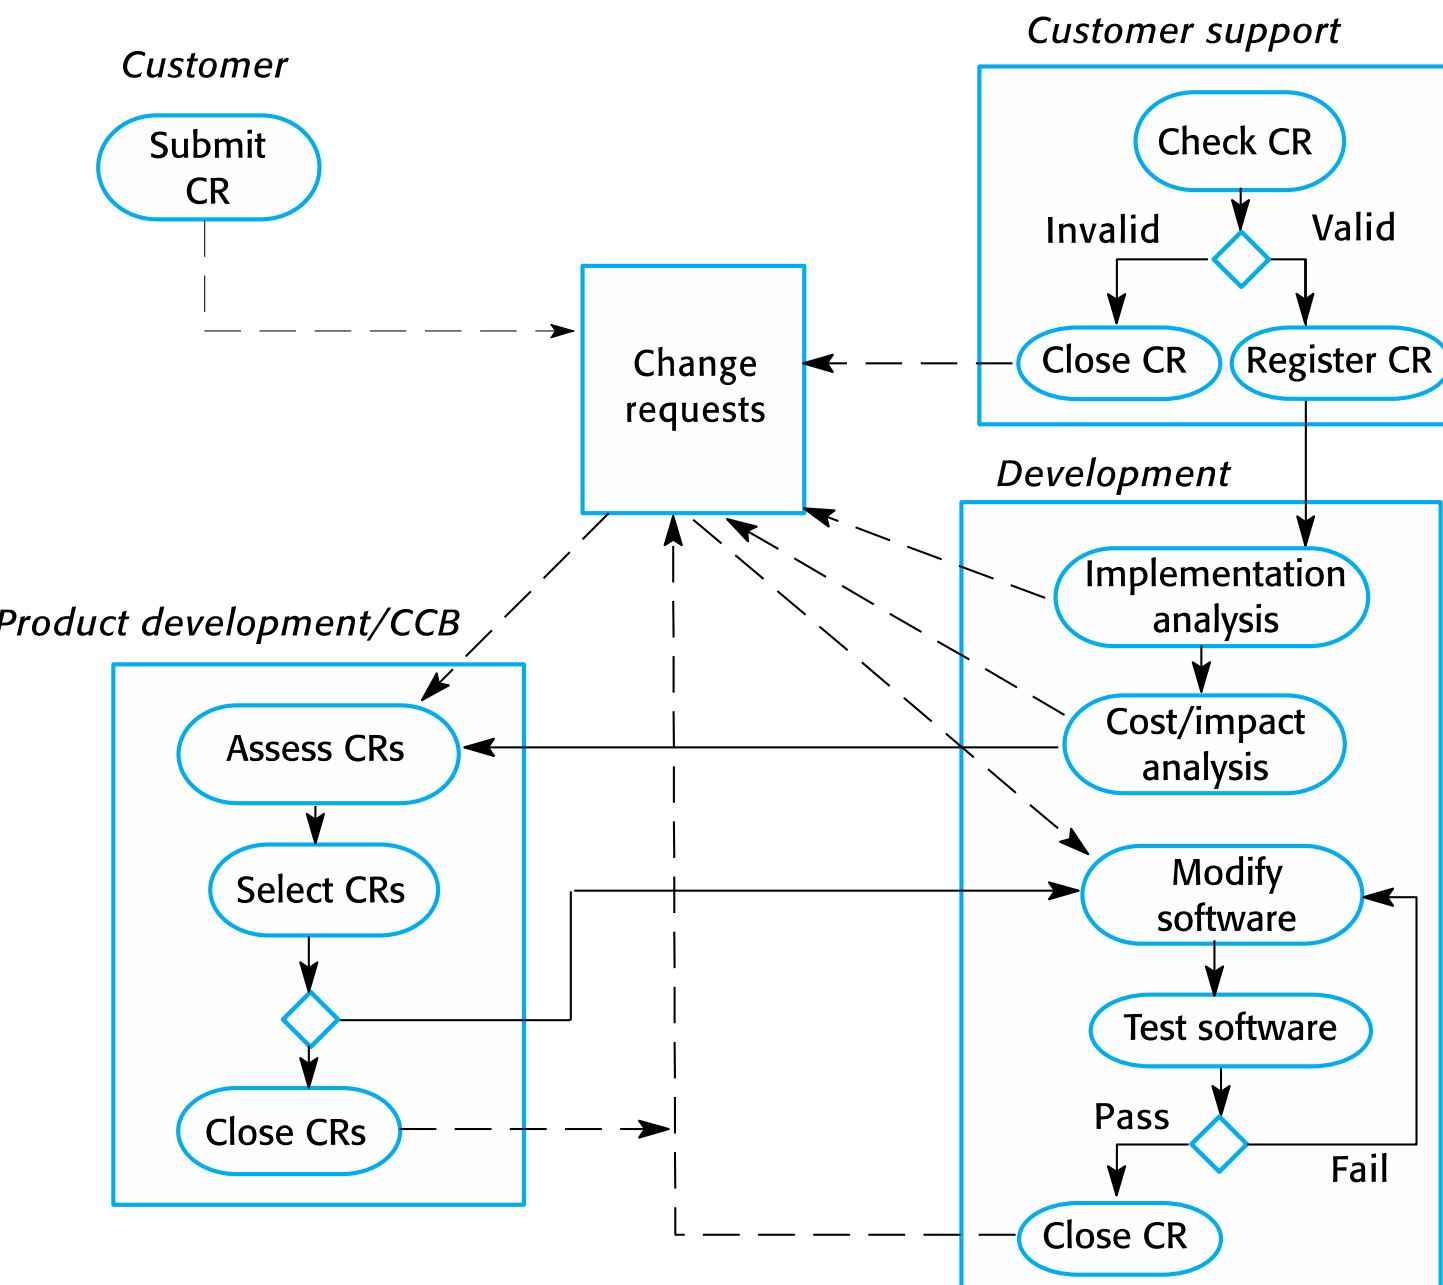 Customer
Submit
CR
Customer support
Check CR
Invalid
Valid
Close CR
Register CR
Change
requests
Development
Implementation
analysis
Cost/impact
analysis
Modify
software
Test software
Pass
Fail
Close CR
Product development/CCB
Assess CRs
Select CRs
Close CRs